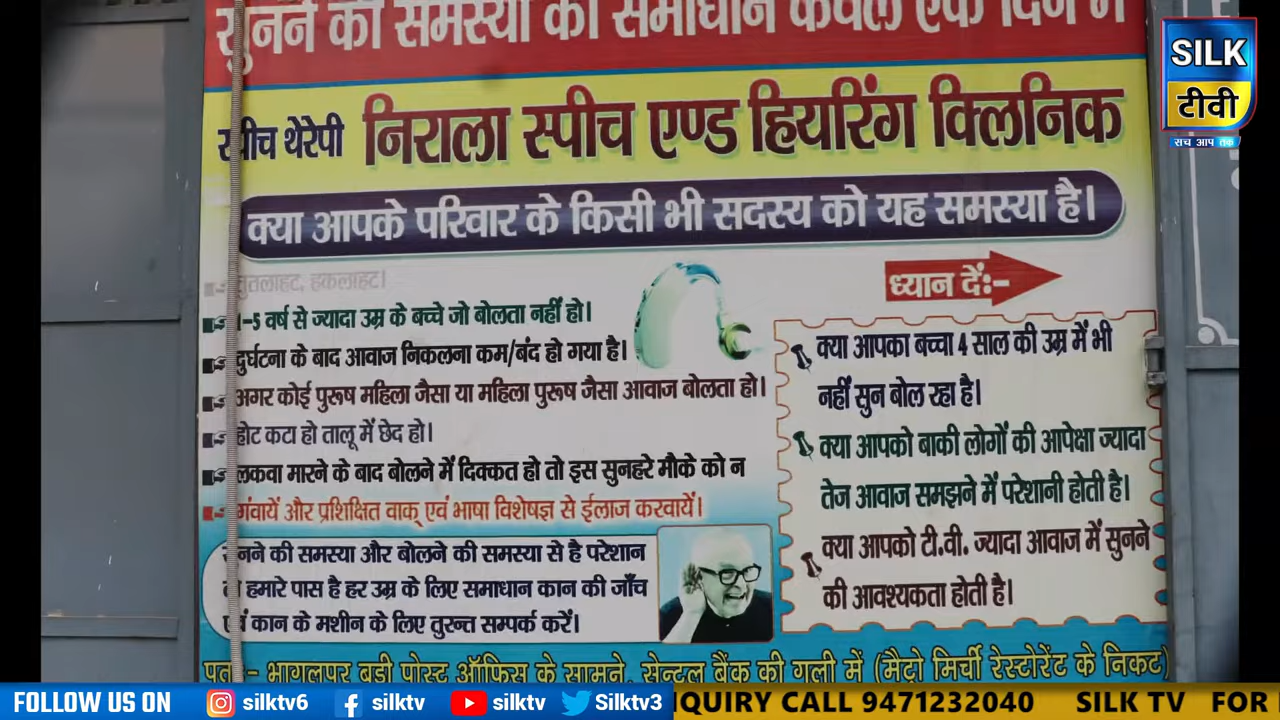 सुनने की समस्या का समाधान केवल एक दिन में
स्पीच थेरेपी निराला स्पीच एण्ड हियरिंग क्लिनिक
क्या आपके परिवार के किसी भी सदस्य को यह समस्या है।
तुतलाहट, हकलाहट।
1-5 वर्ष से ज्यादा उम्र के बच्चे जो बोलता नहीं हो।
दुर्घटना के बाद आवाज निकलना कम/बंद हो गया है।
अगर कोई पुरूष महिला जैसा या महिला पुरूष जैसा आवाज बोलता हो।
होट कटा हो तालू में छेद हो।
लकवा मारने के बाद बोलने में दिक्कत हो तो इस सुनहरे मौके को न
गंवायें और प्रशिक्षित वाक् एवं भाषा विशेषज्ञ से ईलाज करवायें।
सुनने की समस्या और बोलने की समस्या से है परेशान
तो हमारे पास है हर उम्र के लिए समाधान कान की जाँच
एवं कान के मशीन के लिए तुरन्त सम्पर्क करें।
ध्यान दें:-
क्या आपका बच्चा 4 साल की उम्र में भी
नहीं सुन बोल रहा है।
क्या आपको बाकी लोगों की आपेक्षा ज्यादा
तेज आवाज समझने में परेशानी होती है।
क्या आपको टी.वी. ज्यादा आवाज में सुनने
की आवश्यकता होती है।
पता:- भागलपुर बड़ी पोस्ट ऑफिस के सामने, सेन्ट्रल बैंक की गली में (मैट्रो मिर्ची रेस्टोरेंट के निकट)
SILK
टीवी
सच आप तक
FOLLOW US ON silktv6 silktv silktv Silktv3 NQUIRY CALL 9471232040 SILK TV FOR